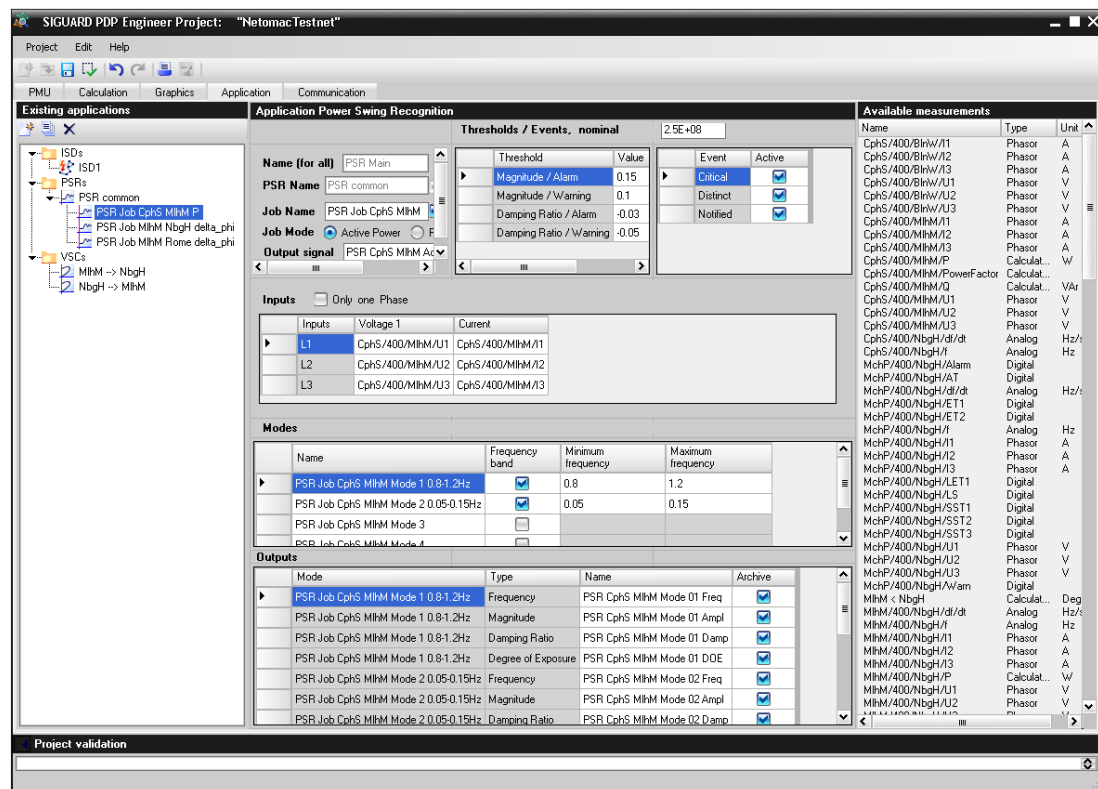 SIGUARD PDP Engineer Project: "NetomacTestnet"
Project Edit Help
PMU Calculation Graphics Application Communication
Existing applications
ISDs
ISD1
PSRs
PSR common
PSR Job CphS MlhM P
PSR Job MlhM NbgH delta_phi
PSR Job MlhM Rome delta_phi
VSCs
MlhM --> NbgH
NbgH --> MlhM
Application Power Swing Recognition
Name (for all) PSR Main
PSR Name PSR common
Job Name PSR Job CphS MlhM
Job Mode Active Power
Output signal PSR CphS MlhM Ac
Thresholds / Events, nominal 2.5E+08
Threshold Value
Magnitude / Alarm 0.15
Magnitude / Warning 0.1
Damping Ratio / Alarm -0.03
Damping Ratio / Warning -0.05
Event Active
Critical
Distinct
Notified
Inputs Only one Phase
Inputs Voltage 1 Current
L1 CphS/400/MlhM/U1 CphS/400/MlhM/I1
L2 CphS/400/MlhM/U2 CphS/400/MlhM/I2
L3 CphS/400/MlhM/U3 CphS/400/MlhM/I3
Modes
Name Frequency band Minimum frequency Maximum frequency
PSR Job CphS MlhM Mode 1 0.8-1.2Hz 0.8 1.2
PSR Job CphS MlhM Mode 2 0.05-0.15Hz 0.05 0.15
PSR Job CphS MlhM Mode 3
PSR Job CphS MlhM Mode 4
Outputs
Mode Type Name Archive
PSR Job CphS MlhM Mode 1 0.8-1.2Hz Frequency PSR CphS MlhM Mode 01 Freq
PSR Job CphS MlhM Mode 1 0.8-1.2Hz Magnitude PSR CphS MlhM Mode 01 Ampl
PSR Job CphS MlhM Mode 1 0.8-1.2Hz Damping Ratio PSR CphS MlhM Mode 01 Damp
PSR Job CphS MlhM Mode 1 0.8-1.2Hz Degree of Exposure PSR CphS MlhM Mode 01 DOE
PSR Job CphS MlhM Mode 2 0.05-0.15Hz Frequency PSR CphS MlhM Mode 02 Freq
PSR Job CphS MlhM Mode 2 0.05-0.15Hz Magnitude PSR CphS MlhM Mode 02 Ampl
PSR Job CphS MlhM Mode 2 0.05-0.15Hz Damping Ratio PSR CphS MlhM Mode 02 Damp
Available measurements
Name Type Unit
CphS/400/BlnW/I1 Phasor A
CphS/400/BlnW/I2 Phasor A
CphS/400/BlnW/I3 Phasor A
CphS/400/BlnW/U1 Phasor V
CphS/400/BlnW/U2 Phasor V
CphS/400/BlnW/U3 Phasor V
CphS/400/MlhM/I1 Phasor A
CphS/400/MlhM/I2 Phasor A
CphS/400/MlhM/I3 Phasor A
CphS/400/MlhM/P Calculat... W
CphS/400/MlhM/PowerFactor Calculat...
CphS/400/MlhM/Q Calculat... VAr
CphS/400/MlhM/U1 Phasor V
CphS/400/MlhM/U2 Phasor V
CphS/400/MlhM/U3 Phasor V
CphS/400/NbgH/df/dt Analog Hz/s
CphS/400/NbgH/f Analog Hz
MchP/400/NbgH/Alarm Digital
MchP/400/NbgH/AT Digital
MchP/400/NbgH/df/dt Analog Hz/s
MchP/400/NbgH/ET1 Digital
MchP/400/NbgH/ET2 Digital
MchP/400/NbgH/f Analog Hz
MchP/400/NbgH/I1 Phasor A
MchP/400/NbgH/I2 Phasor A
MchP/400/NbgH/I3 Phasor A
MchP/400/NbgH/LET1 Digital
MchP/400/NbgH/LS Digital
MchP/400/NbgH/SST1 Digital
MchP/400/NbgH/SST2 Digital
MchP/400/NbgH/SST3 Digital
MchP/400/NbgH/U1 Phasor V
MchP/400/NbgH/U2 Phasor V
MchP/400/NbgH/U3 Phasor V
MchP/400/NbgH/Warn Digital
MlhM < NbgH Calculat... Deg
MlhM/400/NbgH/df/dt Analog Hz/s
MlhM/400/NbgH/f Analog Hz
MlhM/400/NbgH/I1 Phasor A
MlhM/400/NbgH/I2 Phasor A
MlhM/400/NbgH/I3 Phasor A
MlhM/400/NbgH/P Calculat... W
MlhM/400/NbgH/U1 Phasor V
MlhM/400/NbgH/U2 Phasor V
Project validation